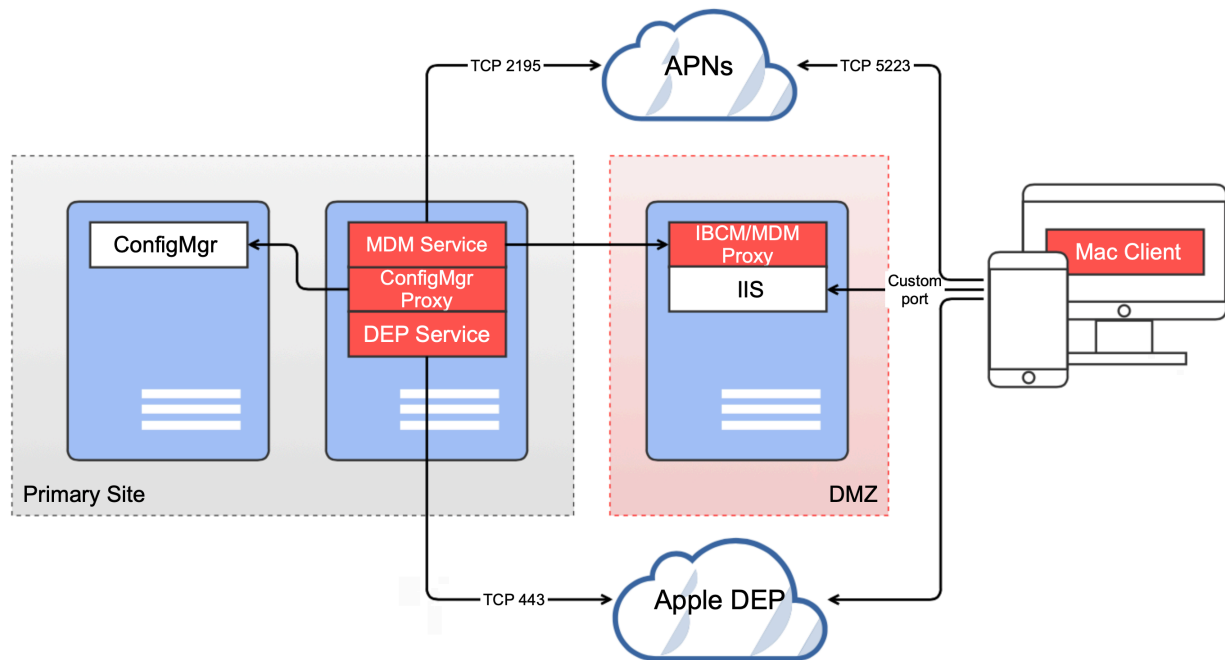 APNs
TCP 2195
TCP 5223
ConfigMgr
MDM Service
ConfigMgr
Proxy
DEP Service
IBCM/MDM
Proxy
IIS
Custom
port
Mac Client
Primary Site
DMZ
TCP 443
Apple DEP